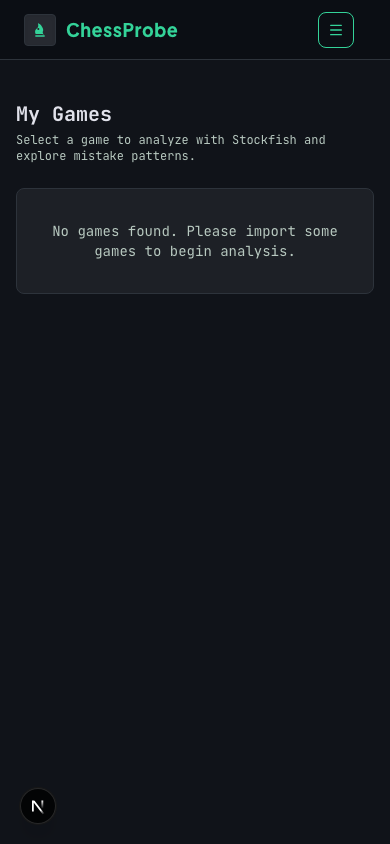 ChessProbe
My Games
Select a game to analyze with Stockfish and
explore mistake patterns.
No games found. Please import some
games to begin analysis.
N